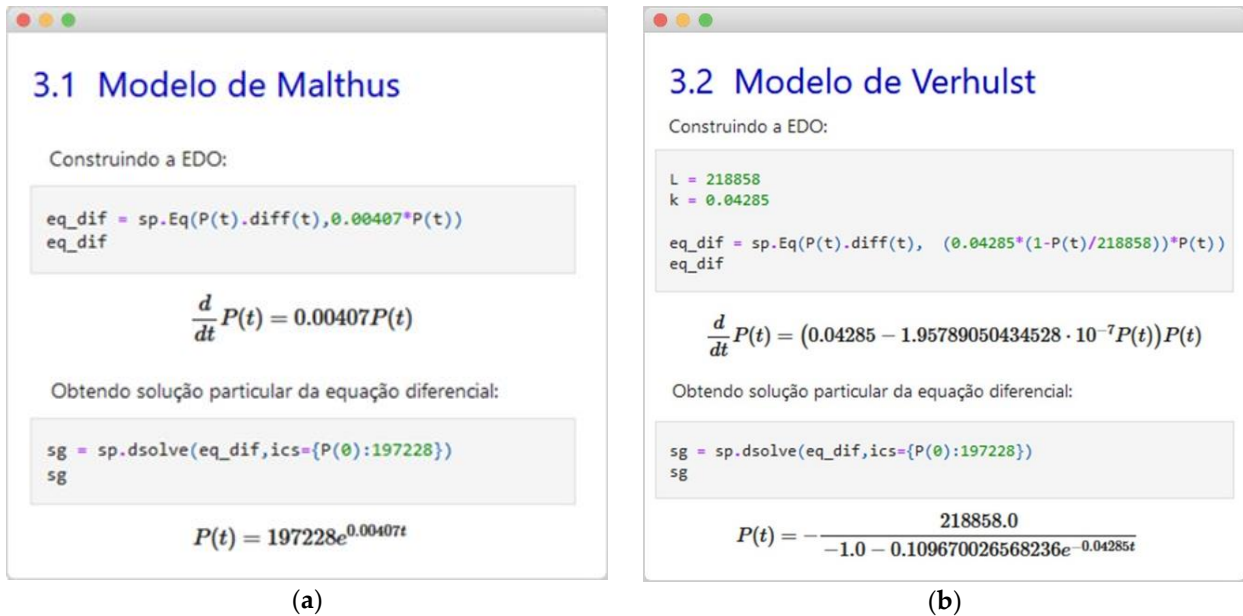 3.1 Modelo de Malthus
Construindo a EDO:
eq_dif = sp.Eq(P(t).diff(t),0.00407*P(t))
eq_dif
d/dt P(t) = 0.00407P(t)
Obtendo solução particular da equação diferencial:
sg = sp.dsolve(eq_dif,ics={P(0):197228})
sg
P(t) = 197228e^{0.00407t}
(a)
3.2 Modelo de Verhulst
Construindo a EDO:
L = 218858
k = 0.04285
eq_dif = sp.Eq(P(t).diff(t), (0.04285*(1-P(t)/218858))*P(t))
eq_dif
d/dt P(t) = (0.04285 − 1.95789050434528 · 10^{−7}P(t))P(t)
Obtendo solução particular da equação diferencial:
sg = sp.dsolve(eq_dif,ics={P(0):197228})
sg
P(t) = − 218858.0 / (−1.0 − 0.109670026568236e^{−0.04285t})
(b)